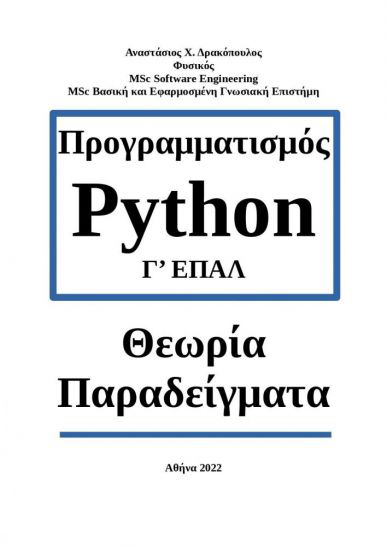 Αναστάσιος Χ. Δρακόπουλος
Φυσικός
MSc Software Engineering
MSc Βασική και Εφαρμοσμένη Γνωσιακή Επιστήμη
Προγραμματισμός
Python
Γ’ ΕΠΑΛ
Θεωρία
Παραδείγματα
Αθήνα 2022